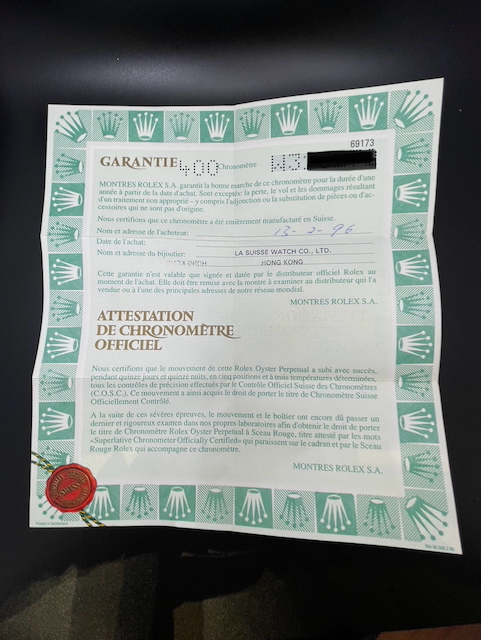 69173
GARANTIE 400 Chronomètre W3
MONTRES ROLEX S.A. garantit la bonne marche de ce chronomètre pour la durée d'une
année à partir de la date d'achat. Sont exceptés: la perte, le vol et les dommages résultant
d'un traitement non approprié – y compris l'adjonction ou la substitution de pièces ou d'ac-
cessoires qui ne sont pas d'origine.
Nous certifions que ce chronomètre a été entièrement manufacturé en Suisse.
Nom et adresse de l'acheteur: 13-2-96
Date de l'achat:
Nom et adresse du bijoutier: LA SUISSE WATCH CO., LTD.
HONG KONG
Cette garantie n'est valable que signée et datée par le distributeur officiel Rolex au
moment de l'achat. Elle doit être remise avec la montre à examiner au distributeur qui l'a
vendue ou à l'une des principales adresses de notre réseau mondial.
MONTRES ROLEX S.A.
ATTESTATION
DE CHRONOMÈTRE
OFFICIEL
Nous certifions que le mouvement de cette Rolex Oyster Perpetual a subi avec succès,
pendant quinze jours et quinze nuits, en cinq positions et à trois températures déterminées,
tous les contrôles de précision effectués par le Contrôle Officiel Suisse des Chronomètres
(C.O.S.C.). Ce mouvement a ainsi acquis le droit de porter le titre de Chronomètre Suisse
Officiellement Contrôlé.
A la suite de ces sévères épreuves, le mouvement et le boîtier ont encore dû passer un
dernier et rigoureux examen dans nos propres laboratoires afin d'obtenir le droit de porter
le titre de Chronomètre Rolex Oyster Perpetual à Sceau Rouge, titre attesté par les mots
«Superlative Chronometer Officially Certified» qui paraissent sur le cadran et par le Sceau
Rouge Rolex qui accompagne ce chronomètre.
MONTRES ROLEX S.A.
Printed in Switzerland